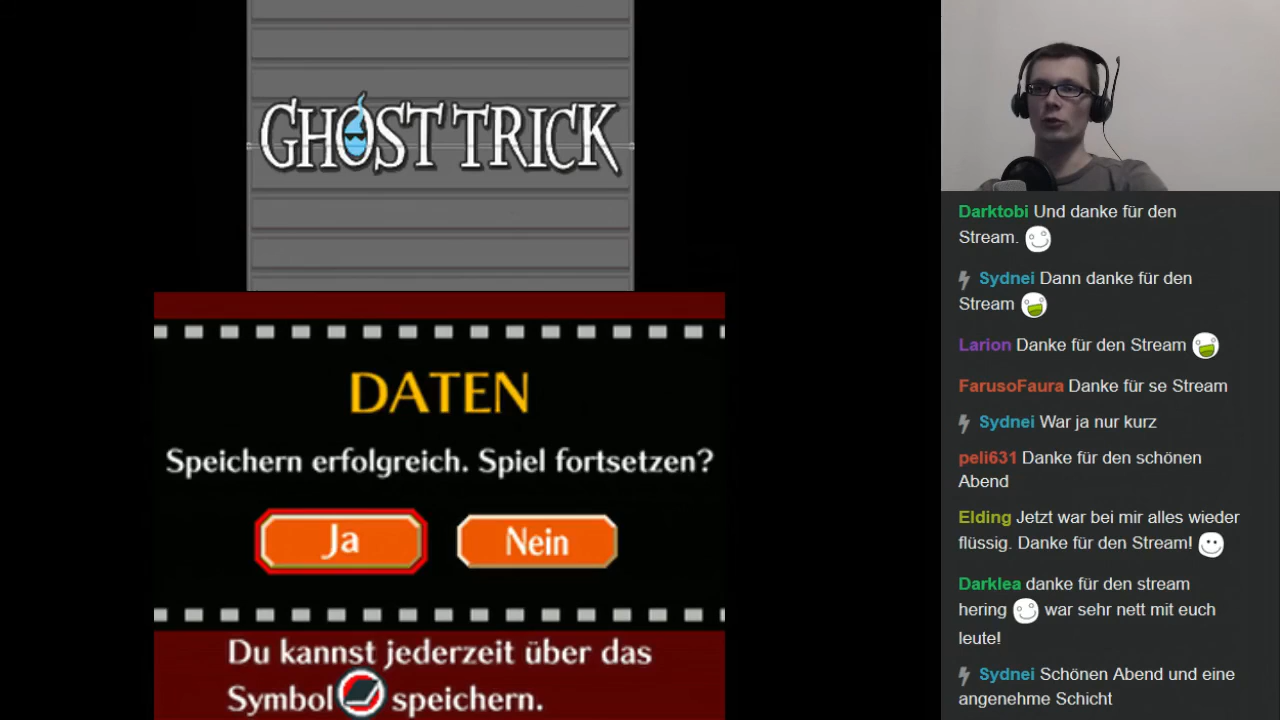 GHOST TRICK
DATEN
Speichern erfolgreich. Spiel fortsetzen?
Ja
Nein
Du kannst jederzeit über das
Symbol speichern.
Darktobi Und danke für den
Stream.
Sydnei Dann danke für den
Stream
Larion Danke für den Stream
FarusoFaura Danke für se Stream
Sydnei War ja nur kurz
peli631 Danke für den schönen
Abend
Elding Jetzt war bei mir alles wieder
flüssig. Danke für den Stream!
Darklea danke für den stream
hering war sehr nett mit euch
leute!
Sydnei Schönen Abend und eine
angenehme Schicht